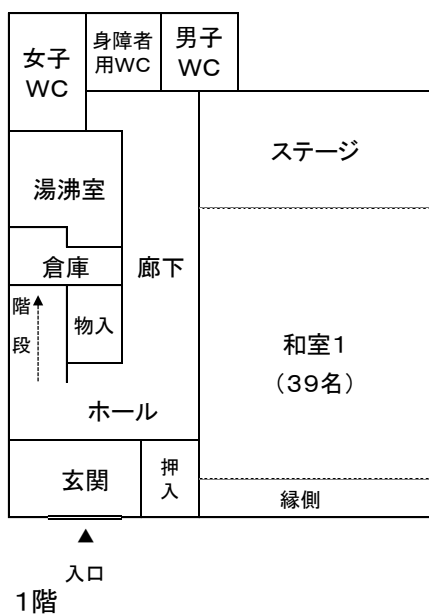 女子
WC
身障者
用WC
男子
WC
ステージ
湯沸室
倉庫
廊下
階
段
物入
和室1
（39名）
ホール
玄関
押
入
縁側
入口
1階